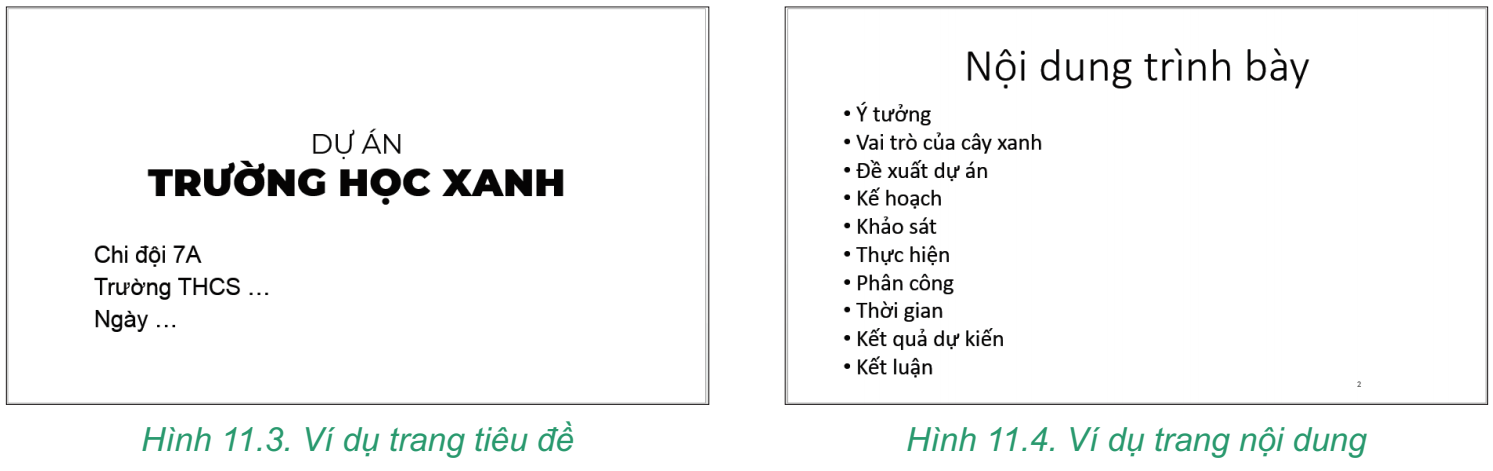 DỰ ÁN
TRƯỜNG HỌC XANH
Chi đội 7A
Trường THCS …
Ngày …
Hình 11.3. Ví dụ trang tiêu đề
Nội dung trình bày
• Ý tưởng
• Vai trò của cây xanh
• Đề xuất dự án
• Kế hoạch
• Khảo sát
• Thực hiện
• Phân công
• Thời gian
• Kết quả dự kiến
• Kết luận
2
Hình 11.4. Ví dụ trang nội dung